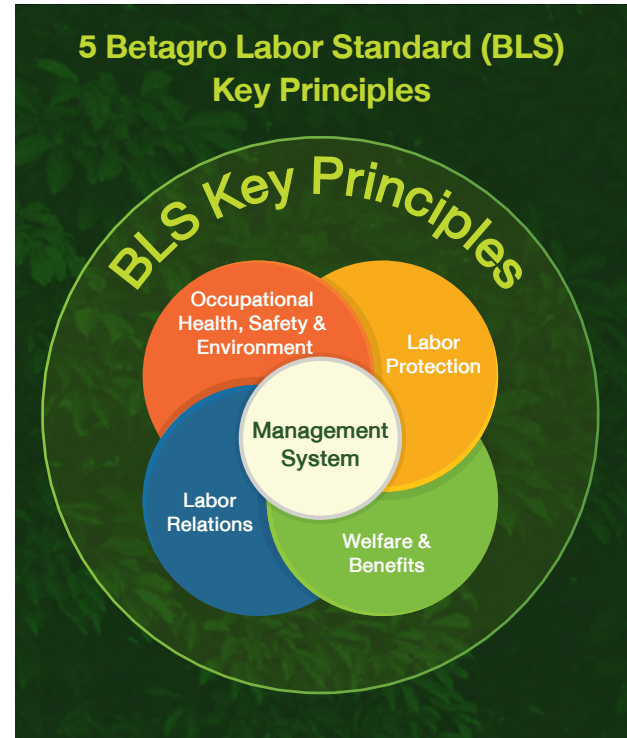 5 Betagro Labor Standard (BLS)
Key Principles
BLS Key Principles
Occupational
Health, Safety &
Environment
Labor
Protection
Management
System
Labor
Relations
Welfare &
Benefits